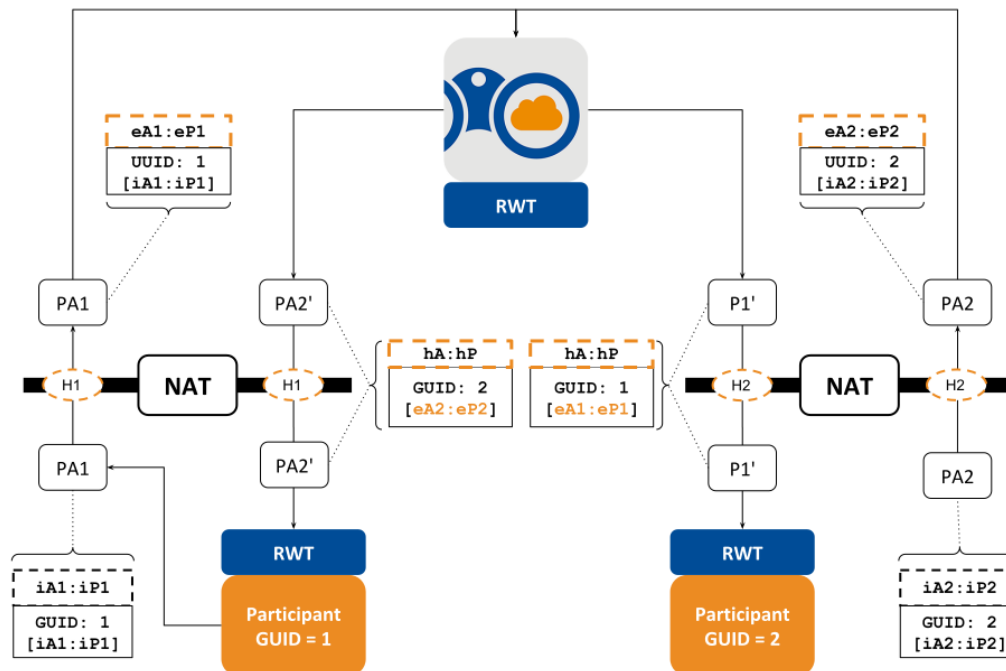 eA1:eP1
UUID: 1
[iA1:iP1]
eA2:eP2
UUID: 2
[iA2:iP2]
RWT
PA1
PA2'
P1'
PA2
hA:hP
GUID: 2
[eA2:eP2]
hA:hP
GUID: 1
[eA1:eP1]
H1
NAT
H1
H2
NAT
H2
PA1
PA2'
P1'
PA2
RWT
RWT
iA1:iP1
GUID: 1
[iA1:iP1]
Participant
GUID = 1
Participant
GUID = 2
iA2:iP2
GUID: 2
[iA2:iP2]